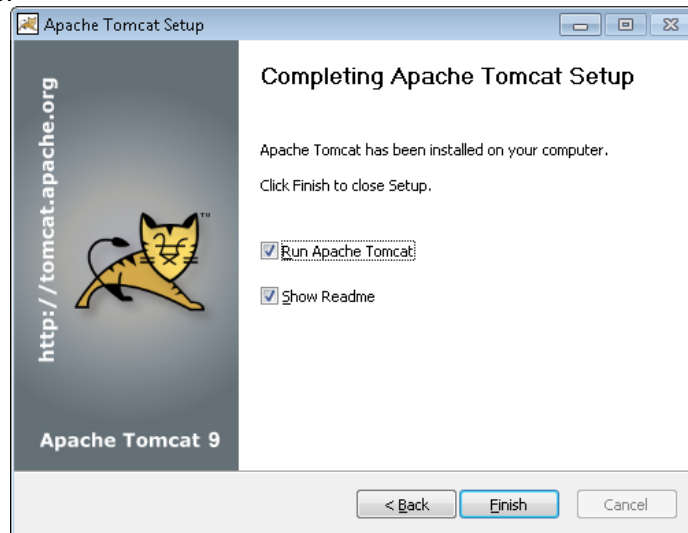 Apache Tomcat Setup
http://tomcat.apache.org
TM
Apache Tomcat 9
Completing Apache Tomcat Setup
Apache Tomcat has been installed on your computer.
Click Finish to close Setup.
Run Apache Tomcat
Show Readme
< Back
Finish
Cancel